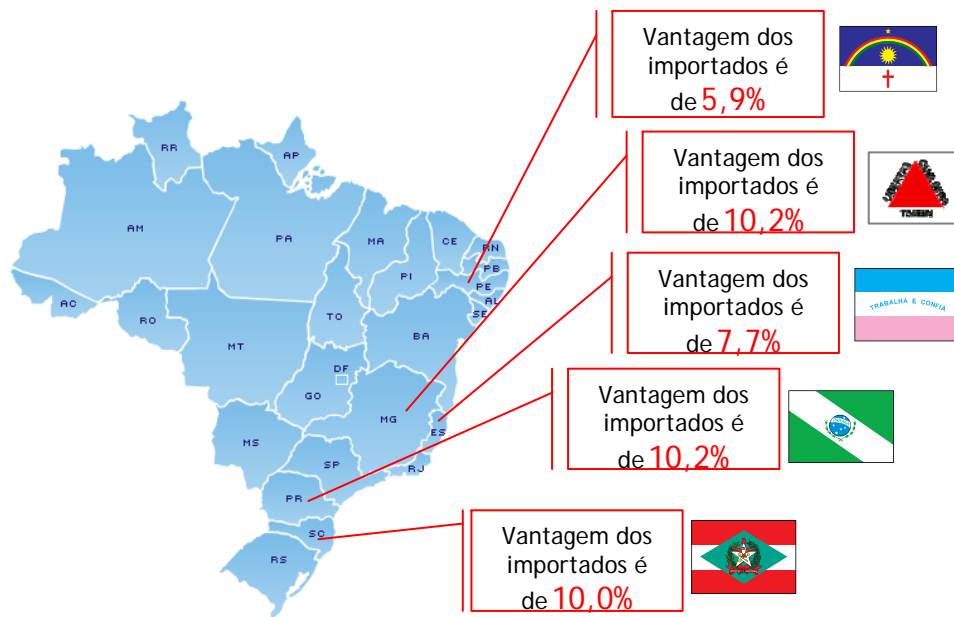 Vantagem dos
importados é
de 5,9%
Vantagem dos
importados é
de 10,2%
Vantagem dos
importados é
de 7,7%
TRABALHA E CONFIA
Vantagem dos
importados é
de 10,2%
Vantagem dos
importados é
de 10,0%
RR
AP
AM
PA
MA
CE
RN
PI
PB
PE
AC
AL
SE
RO
TO
BA
MT
DF
GO
MG
MS
ES
SP
RJ
PR
SC
RS